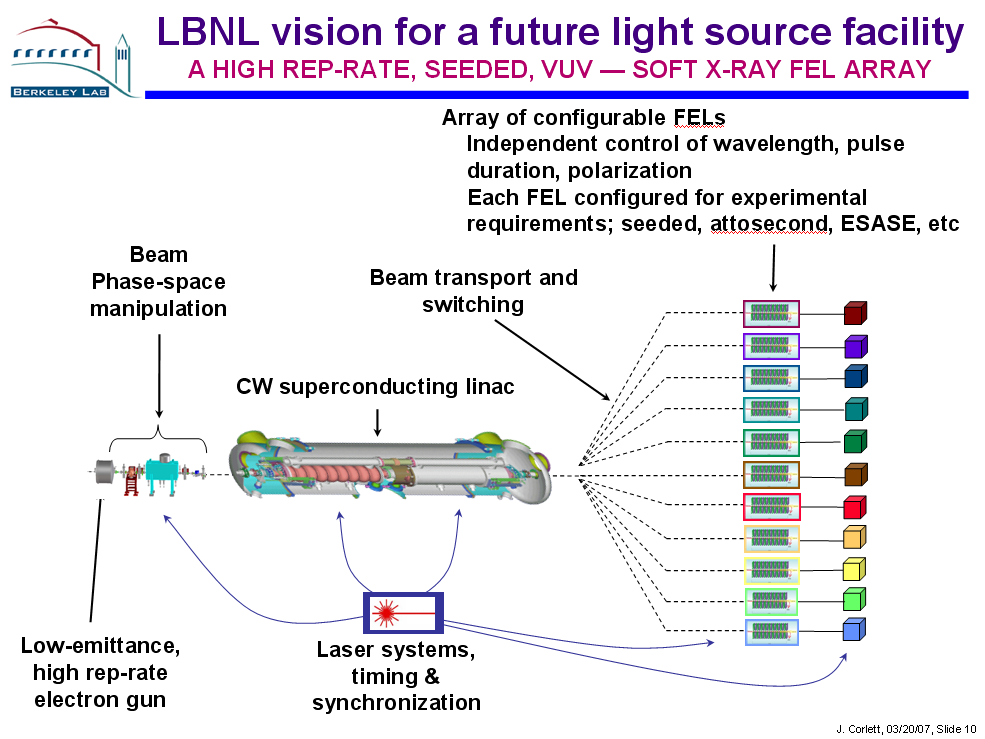 LBNL vision for a future light source facility
A HIGH REP-RATE, SEEDED, VUV — SOFT X-RAY FEL ARRAY
BERKELEY LAB
Array of configurable FELs
Independent control of wavelength, pulse
duration, polarization
Each FEL configured for experimental
requirements; seeded, attosecond, ESASE, etc
Beam
Phase-space
manipulation
Beam transport and
switching
CW superconducting linac
Low-emittance,
high rep-rate
electron gun
Laser systems,
timing &
synchronization
J. Corlett, 03/20/07, Slide 10